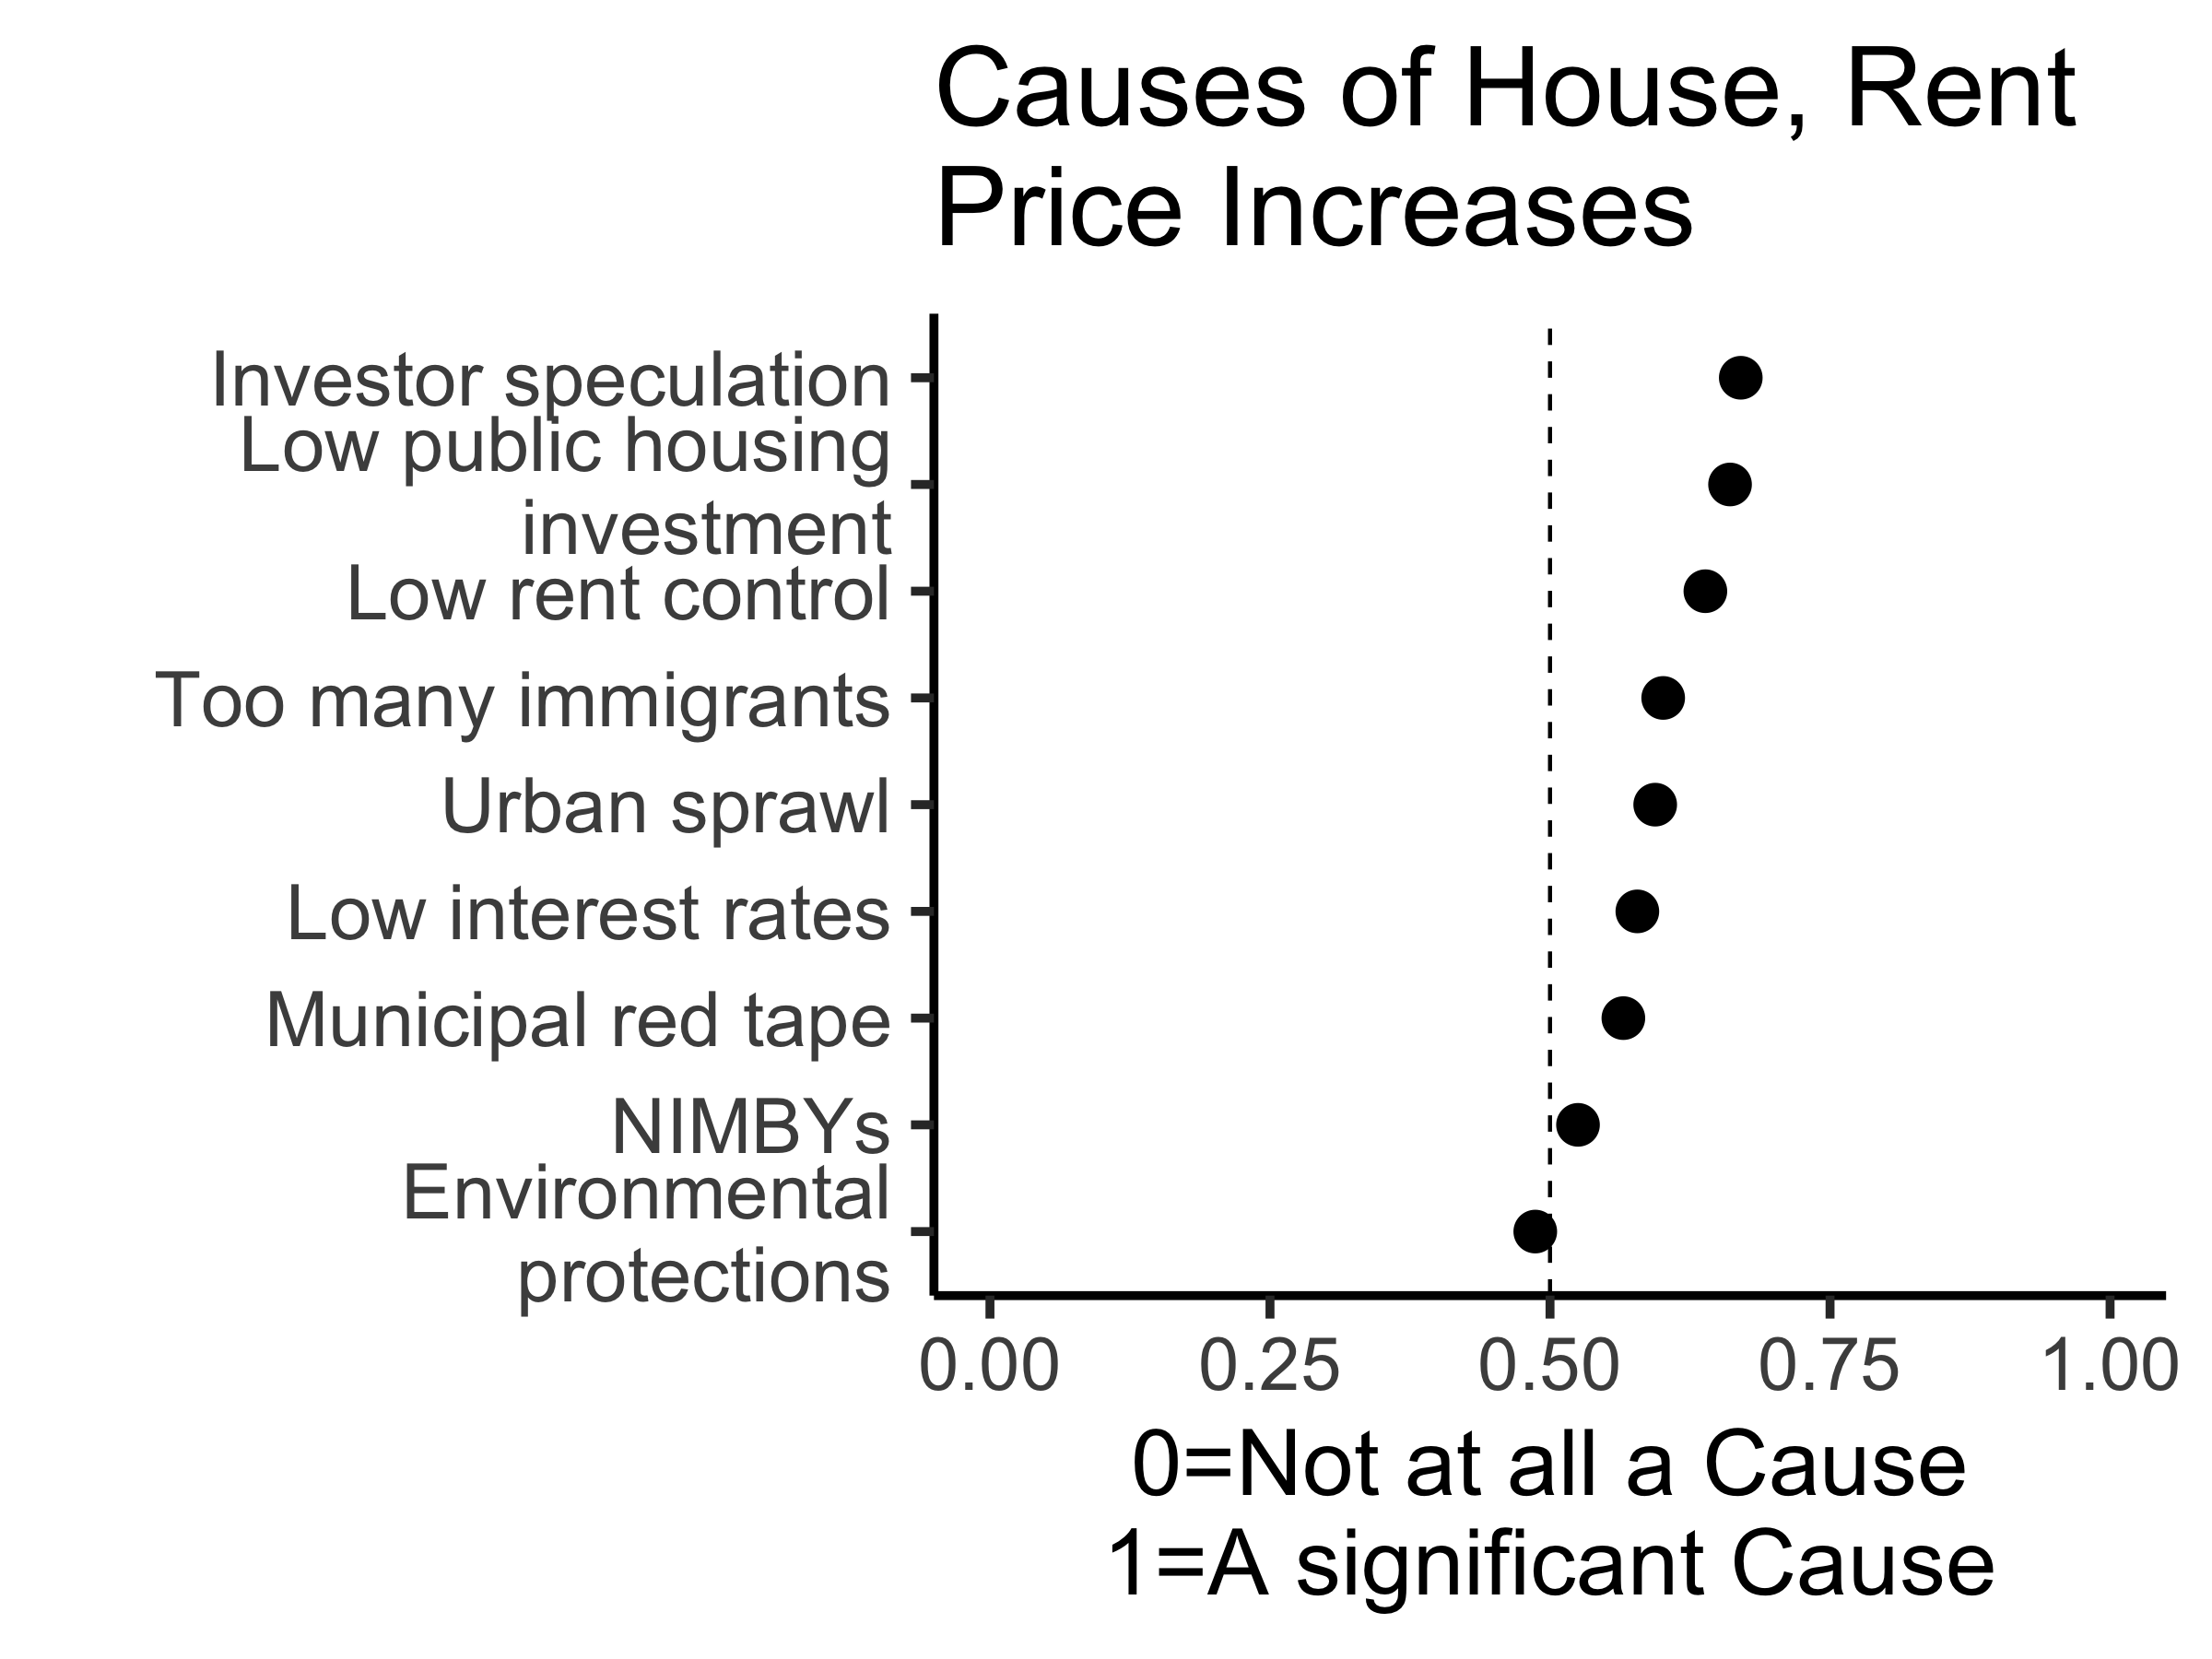 Causes of House, Rent
Price Increases
Investor speculation
Low public housing
investment
Low rent control
Too many immigrants
Urban sprawl
Low interest rates
Municipal red tape
NIMBYs
Environmental
protections
0.00 0.25 0.50 0.75 1.00
0=Not at all a Cause
1=A significant Cause